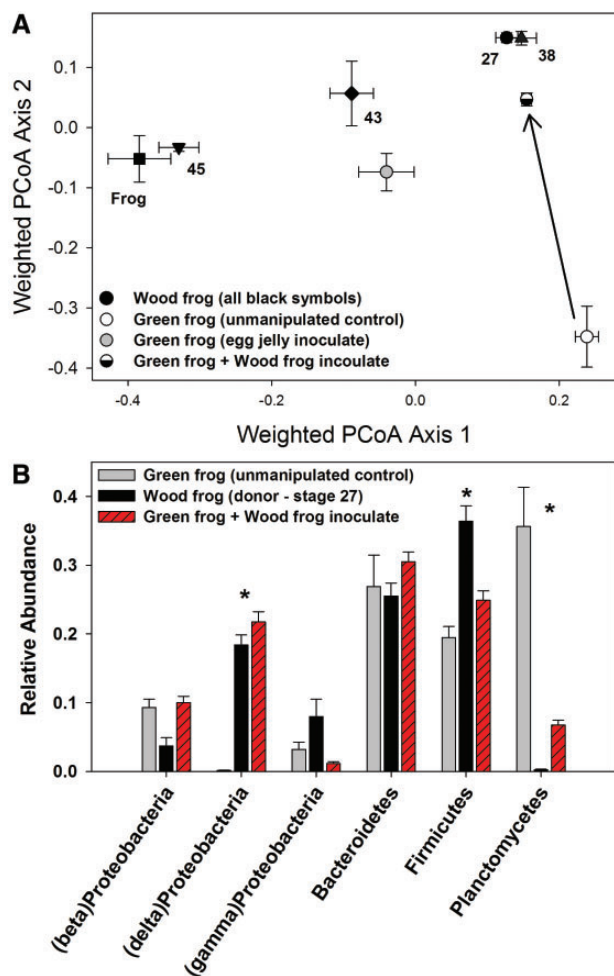 A
Weighted PCoA Axis 2
0.1
0.0
-0.1
-0.2
-0.3
-0.4
27
38
43
45
Frog
Wood frog (all black symbols)
Green frog (unmanipulated control)
Green frog (egg jelly inoculate)
Green frog + Wood frog incoulate
-0.4
-0.2
0.0
0.2
Weighted PCoA Axis 1
B
Relative Abundance
0.4
0.3
0.2
0.1
0.0
Green frog (unmanipulated control)
Wood frog (donor - stage 27)
Green frog + Wood frog inoculate
*
*
*
(beta)Proteobacteria
(delta)Proteobacteria
(gamma)Proteobacteria
Bacteroidetes
Firmicutes
Planctomycetes